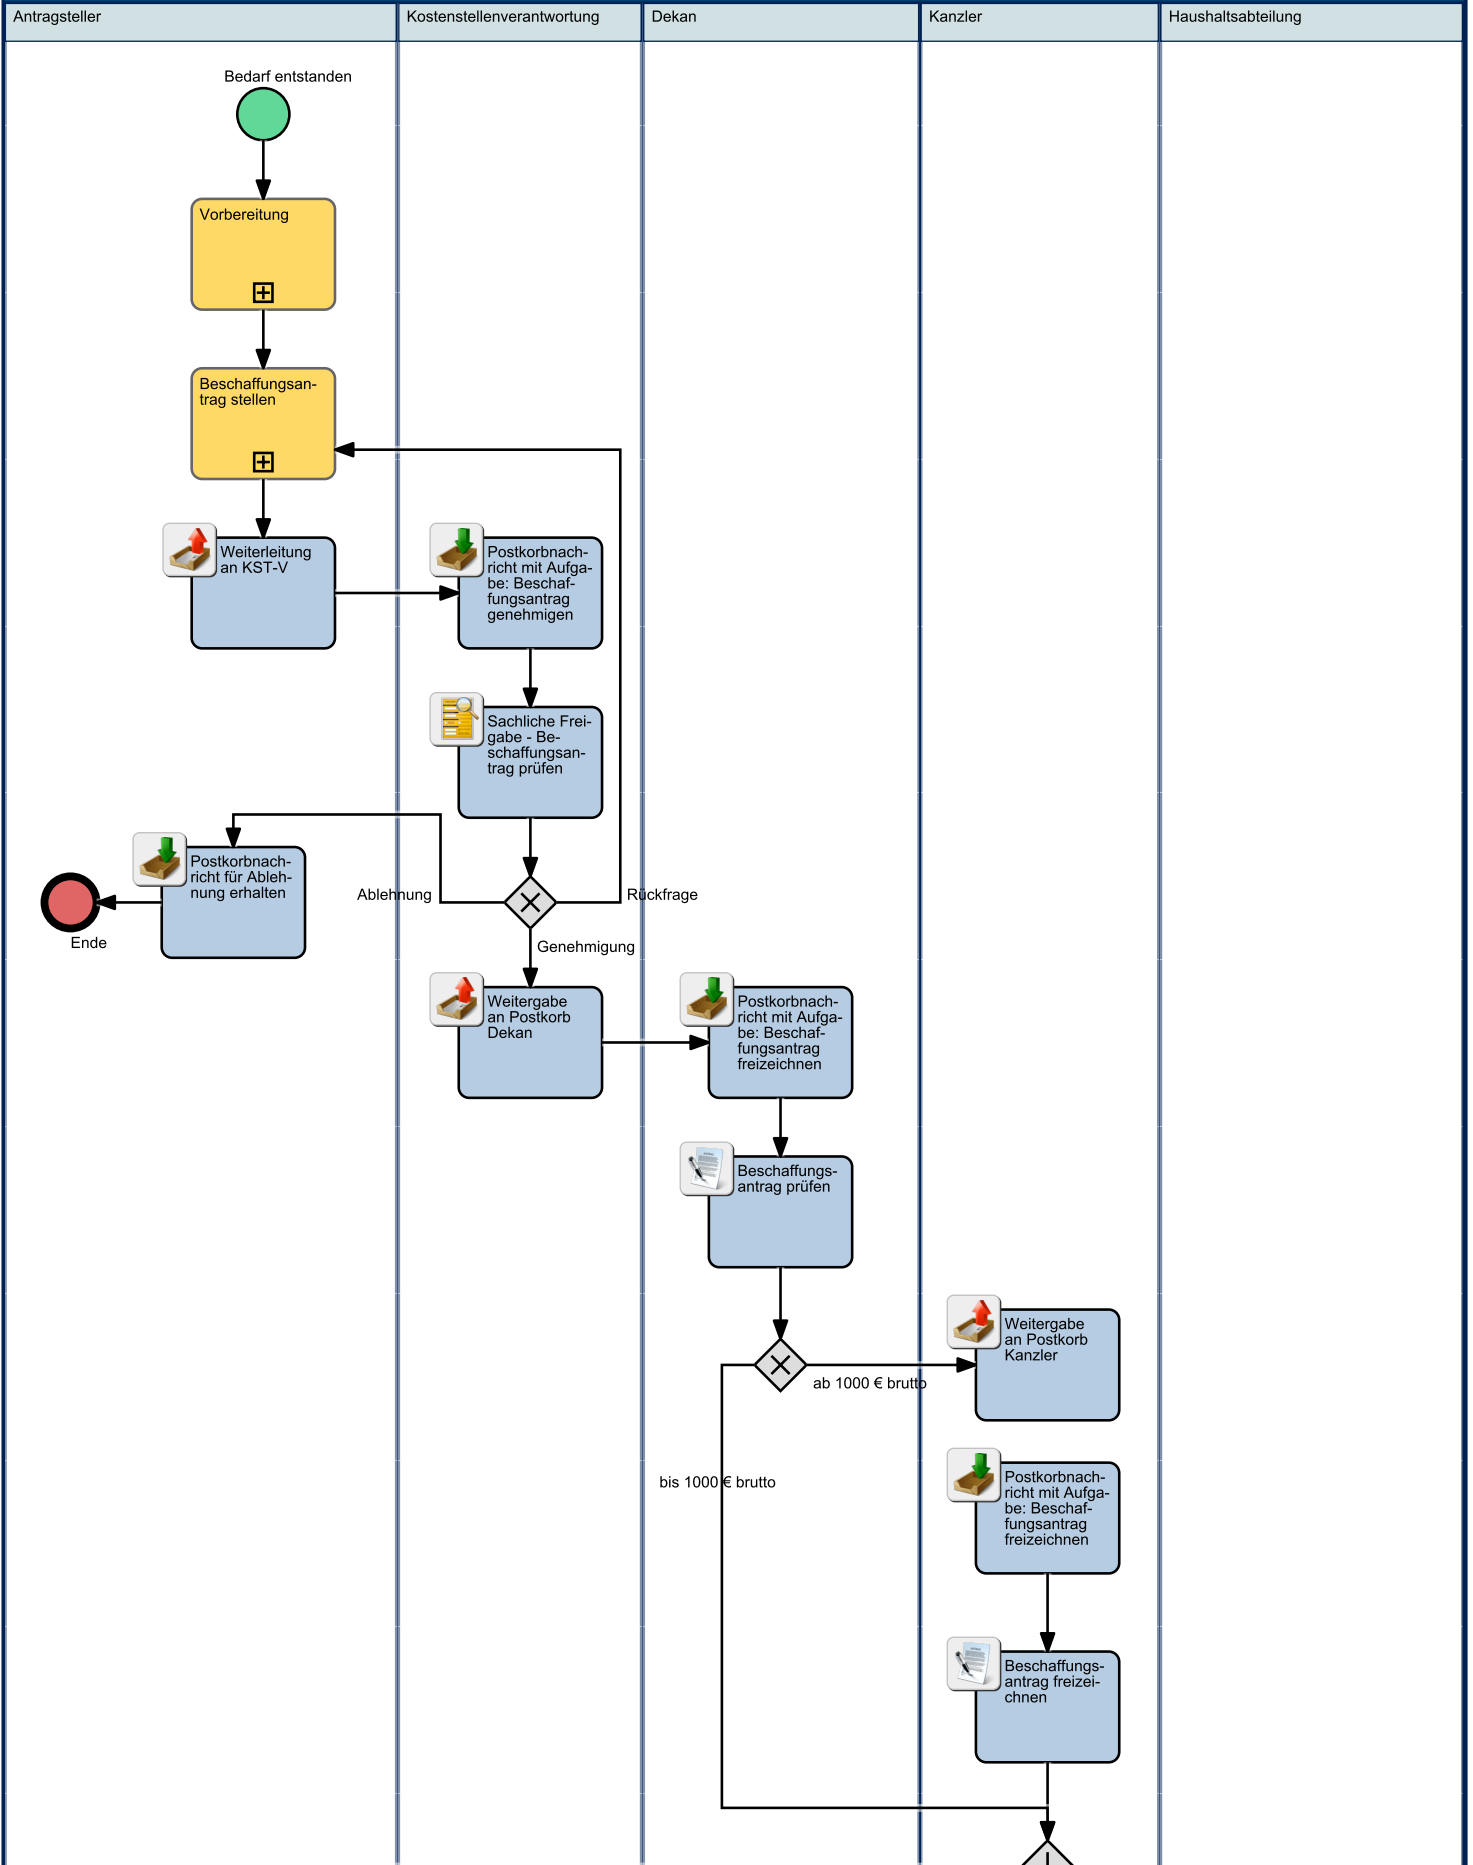 Antragsteller
Kostenstellenverantwortung
Dekan
Kanzler
Haushaltsabteilung
Bedarf entstanden
Vorbereitung
Beschaffungsan-
trag stellen
Weiterleitung
an KST-V
Postkorbnach-
richt mit Aufga-
be: Beschaf-
fungsantrag
genehmigen
Sachliche Frei-
gabe - Be-
schaffungsan-
trag prüfen
Postkorbnach-
richt für Ableh-
nung erhalten
Ablehnung
Rückfrage
Ende
Genehmigung
Weitergabe
an Postkorb
Dekan
Postkorbnach-
richt mit Aufga-
be: Beschaf-
fungsantrag
freizeichnen
Beschaffungs-
antrag prüfen
Weitergabe
an Postkorb
Kanzler
ab 1000 € brutto
bis 1000 € brutto
Postkorbnach-
richt mit Aufga-
be: Beschaf-
fungsantrag
freizeichnen
Beschaffungs-
antrag freizei-
chnen